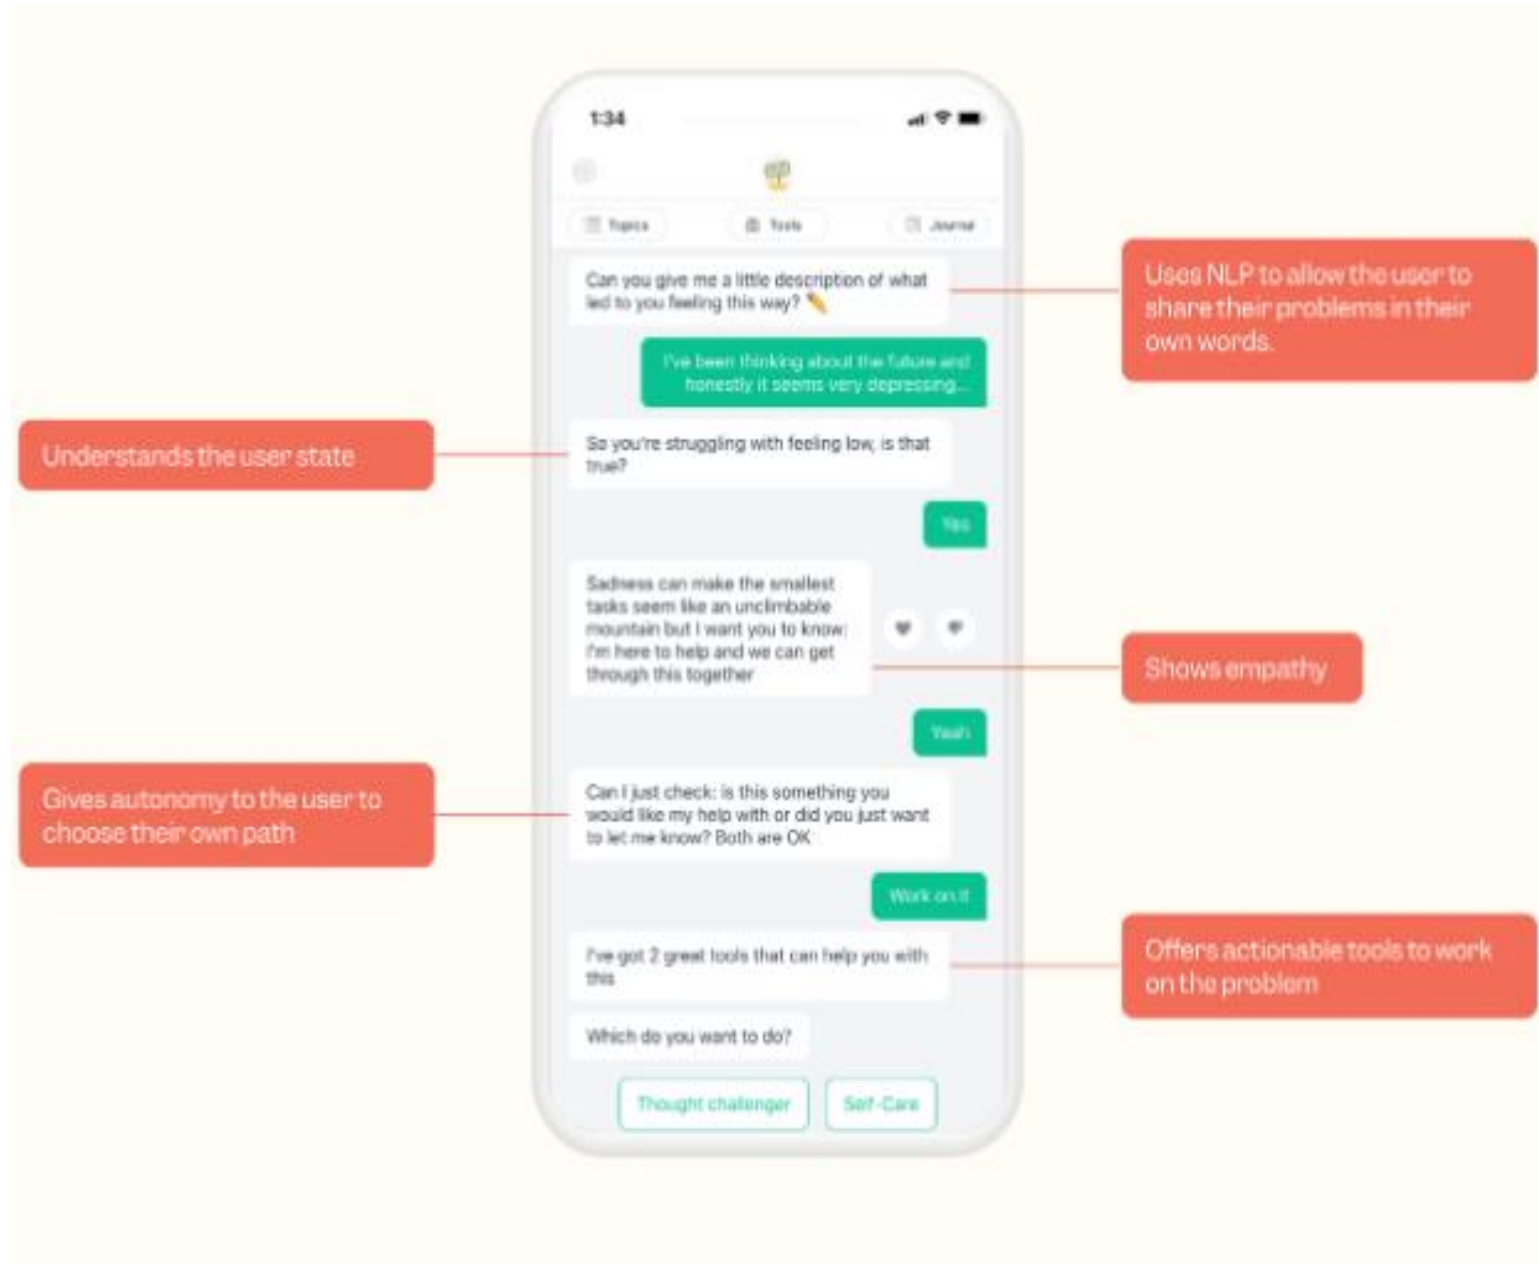 1:34
Topics
Tools
Journal
Can you give me a little description of what
led to you feeling this way?
I've been thinking about the future and
honestly it seems very depressing...
So you're struggling with feeling low, is that
true?
Yes
Sadness can make the smallest
tasks seem like an unclimbable
mountain but I want you to know:
I'm here to help and we can get
through this together
Yeah
Can I just check: is this something you
would like my help with or did you just want
to let me know? Both are OK
Work on it
I've got 2 great tools that can help you with
this
Which do you want to do?
Thought challenger
Self-Care
Understands the user state
Gives autonomy to the user to
choose their own path
Uses NLP to allow the user to
share their problems in their
own words.
Shows empathy
Offers actionable tools to work
on the problem